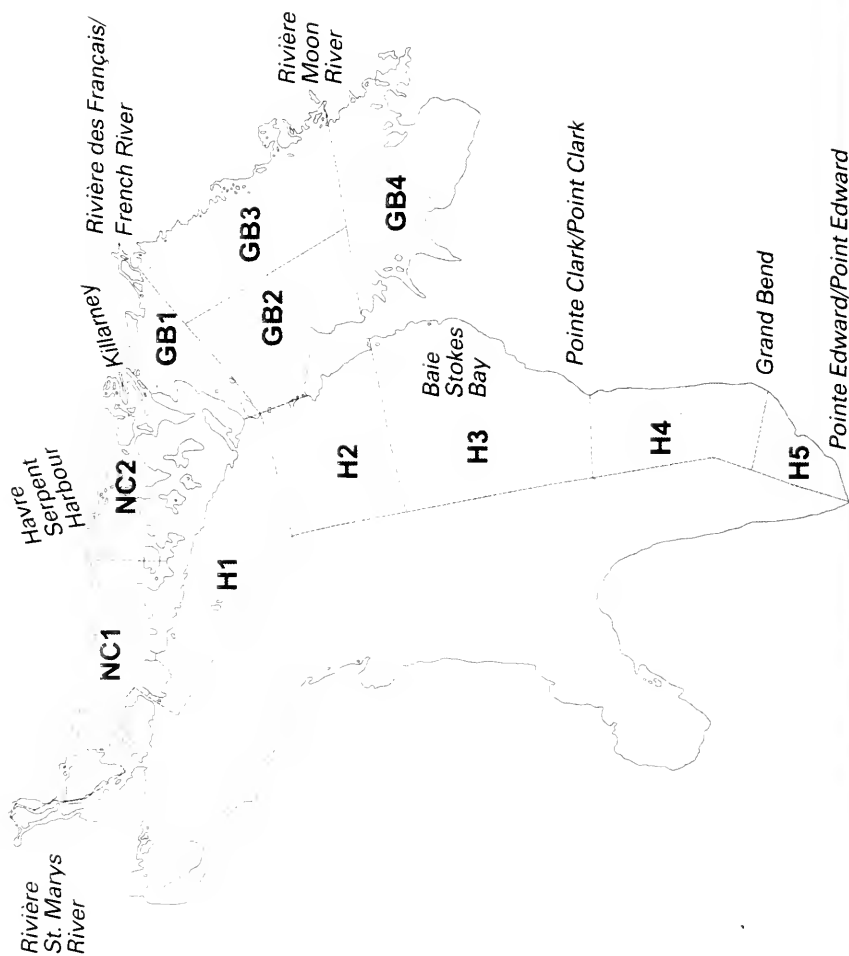 Rivière
St. Marys
River
Havre
Serpent
Harbour
Killarney
Rivière des Français/
French River
Rivière
Moon
River
NC1
NC2
GB1
GB2
GB3
GB4
H1
H2
H3
H4
H5
Baie
Stokes
Bay
Pointe Clark/Point Clark
Grand Bend
Pointe Edward/Point Edward